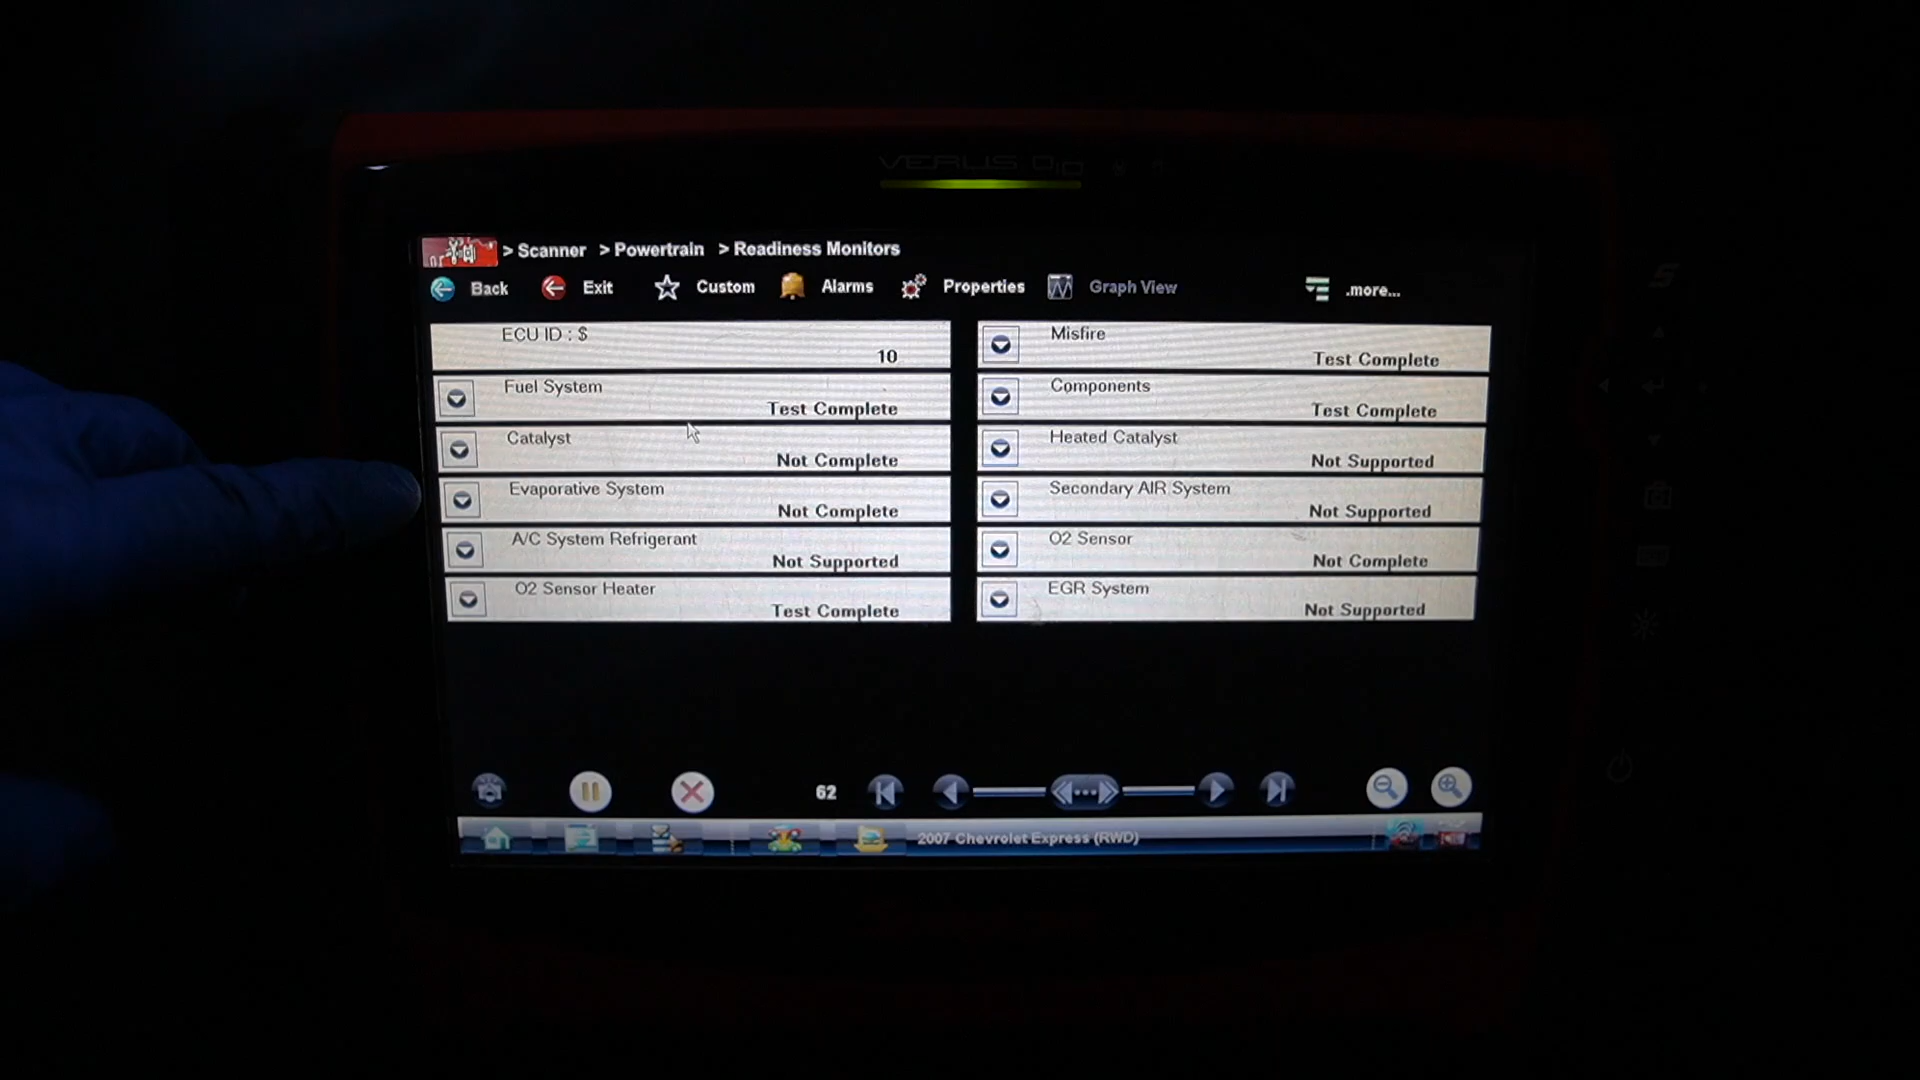 VERUS
> Scanner > Powertrain > Readiness Monitors
Back Exit Custom Alarms Properties Graph View .more...
ECU ID : $
10
Fuel System
Test Complete
Catalyst
Not Complete
Evaporative System
Not Complete
A/C System Refrigerant
Not Supported
O2 Sensor Heater
Test Complete
Misfire
Test Complete
Components
Test Complete
Heated Catalyst
Not Supported
Secondary AIR System
Not Supported
O2 Sensor
Not Complete
EGR System
Not Supported
62
2007 Chevrolet Express (RWD)